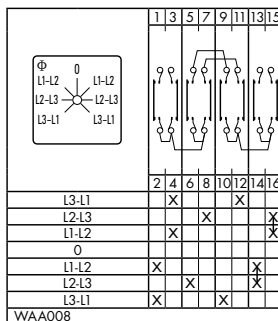 1 3 5 7 9 11 13 15
Φ 0
L1-L2 L1-L2
L2-L3 L2-L3
L3-L1 L3-L1
2 4 6 8 10 12 14 16
L3-L1 X X
L2-L3 X X
L1-L2 X X
0
L1-L2 X X
L2-L3 X X
L3-L1 X X
WAA008